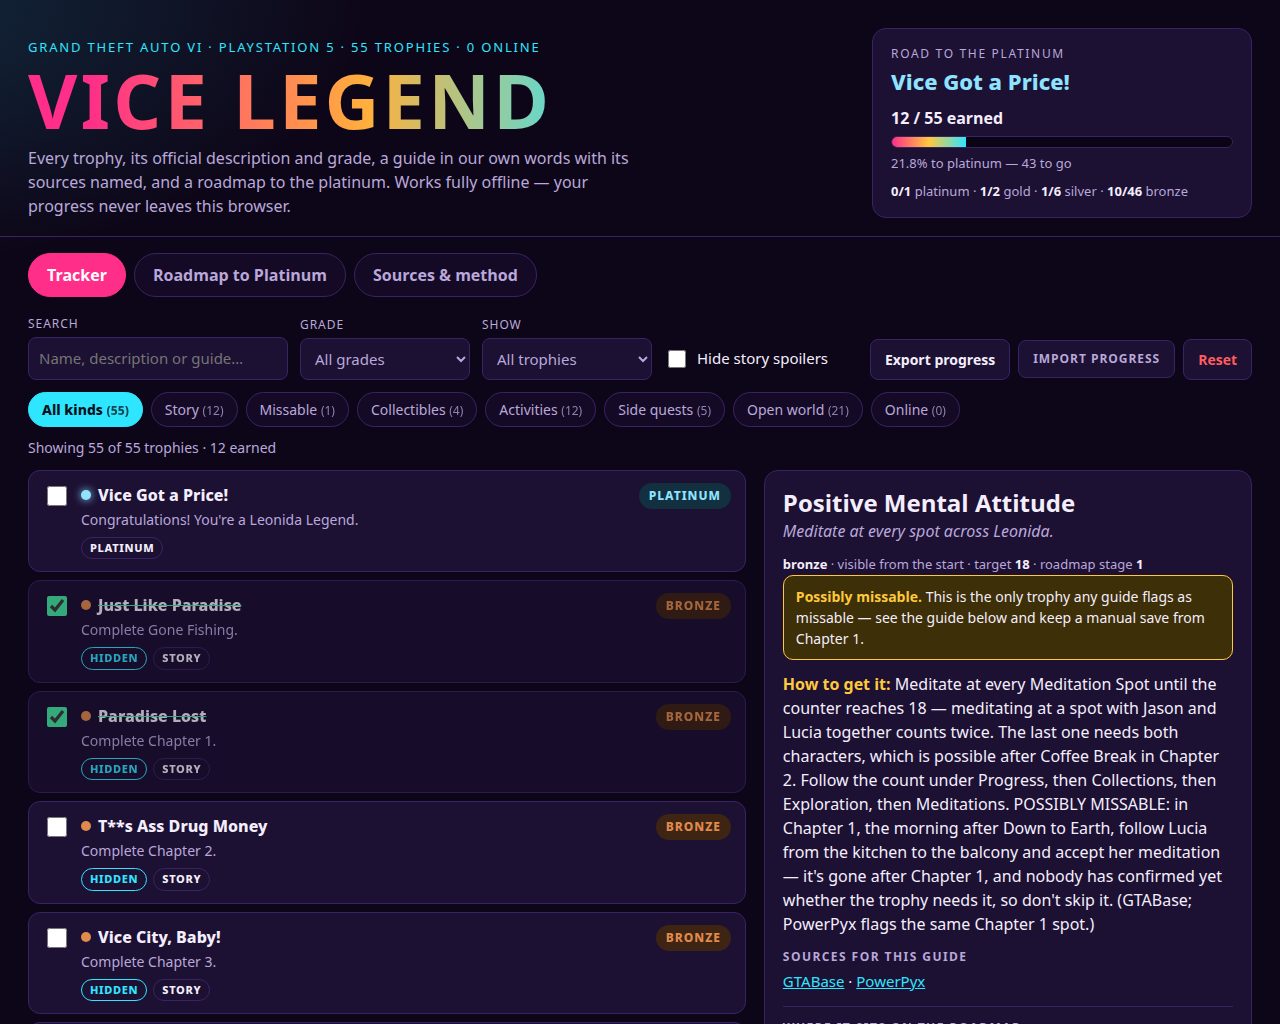 GRAND THEFT AUTO VI · PLAYSTATION 5 · 55 TROPHIES · 0 ONLINE
VICE LEGEND
Every trophy, its official description and grade, a guide in our own words with its
sources named, and a roadmap to the platinum. Works fully offline — your
progress never leaves this browser.
ROAD TO THE PLATINUM
Vice Got a Price!
12 / 55 earned
21.8% to platinum — 43 to go
0/1 platinum · 1/2 gold · 1/6 silver · 10/46 bronze
Tracker
Roadmap to Platinum
Sources & method
SEARCH
Name, description or guide...
GRADE
All grades
SHOW
All trophies
Hide story spoilers
Export progress
IMPORT PROGRESS
Reset
All kinds (55)
Story (12)
Missable (1)
Collectibles (4)
Activities (12)
Side quests (5)
Open world (21)
Online (0)
Showing 55 of 55 trophies · 12 earned
Vice Got a Price!
PLATINUM
Congratulations! You're a Leonida Legend.
PLATINUM
Just Like Paradise
BRONZE
Complete Gone Fishing.
HIDDEN
STORY
Paradise Lost
BRONZE
Complete Chapter 1.
HIDDEN
STORY
T**s Ass Drug Money
BRONZE
Complete Chapter 2.
HIDDEN
STORY
Vice City, Baby!
BRONZE
Complete Chapter 3.
HIDDEN
STORY
Positive Mental Attitude
Meditate at every spot across Leonida.
bronze · visible from the start · target 18 · roadmap stage 1
Possibly missable. This is the only trophy any guide flags as
missable — see the guide below and keep a manual save from
Chapter 1.
How to get it: Meditate at every Meditation Spot until the
counter reaches 18 — meditating at a spot with Jason and
Lucia together counts twice. The last one needs both
characters, which is possible after Coffee Break in Chapter
2. Follow the count under Progress, then Collections, then
Exploration, then Meditations. POSSIBLY MISSABLE: in
Chapter 1, the morning after Down to Earth, follow Lucia
from the kitchen to the balcony and accept her meditation
— it's gone after Chapter 1, and nobody has confirmed yet
whether the trophy needs it, so don't skip it. (GTABase;
PowerPyx flags the same Chapter 1 spot.)
SOURCES FOR THIS GUIDE
GTABase · PowerPyx